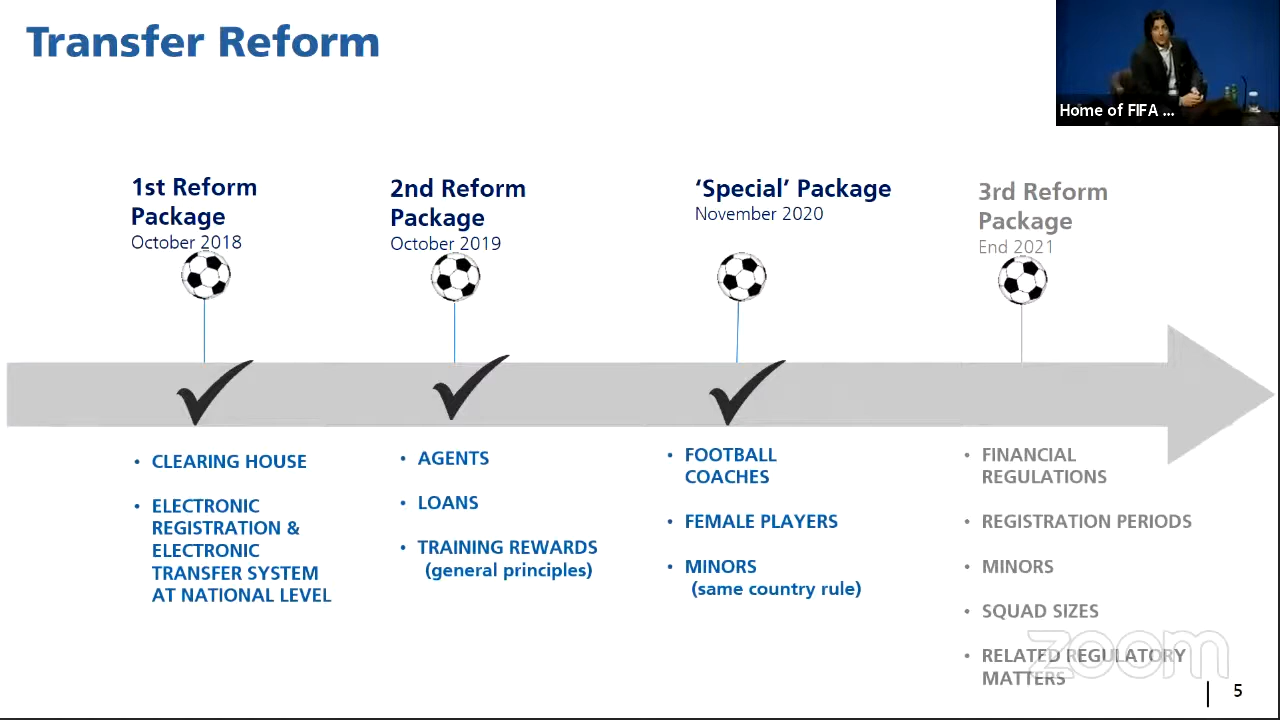 Transfer Reform
Home of FIFA ...
1st Reform
Package
October 2018
2nd Reform
Package
October 2019
‘Special’ Package
November 2020
3rd Reform
Package
End 2021
• CLEARING HOUSE
• ELECTRONIC
REGISTRATION &
ELECTRONIC
TRANSFER SYSTEM
AT NATIONAL LEVEL
• AGENTS
• LOANS
• TRAINING REWARDS
(general principles)
• FOOTBALL
COACHES
• FEMALE PLAYERS
• MINORS
(same country rule)
• FINANCIAL
REGULATIONS
• REGISTRATION PERIODS
• MINORS
• SQUAD SIZES
• RELATED REGULATORY
MATTERS
zoom
5